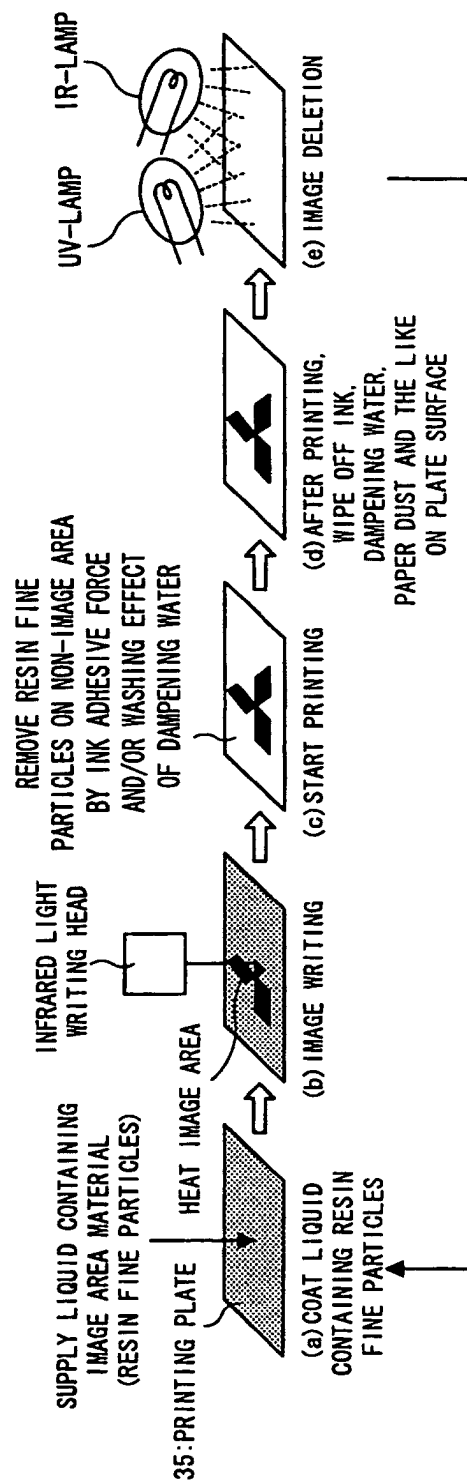 SUPPLY LIQUID CONTAINING
IMAGE AREA MATERIAL
(RESIN FINE PARTICLES)
35:PRINTING PLATE
(a)COAT LIQUID
CONTAINING RESIN
FINE PARTICLES
INFRARED LIGHT
WRITING HEAD
HEAT IMAGE AREA
(b)IMAGE WRITING
REMOVE RESIN FINE
PARTICLES ON NON-IMAGE AREA
BY INK ADHESIVE FORCE
AND/OR WASHING EFFECT
OF DAMPENING WATER
(c)START PRINTING
(d)AFTER PRINTING,
WIPE OFF INK,
DAMPENING WATER,
PAPER DUST AND THE LIKE
ON PLATE SURFACE
UV-LAMP
IR-LAMP
(e)IMAGE DELETION